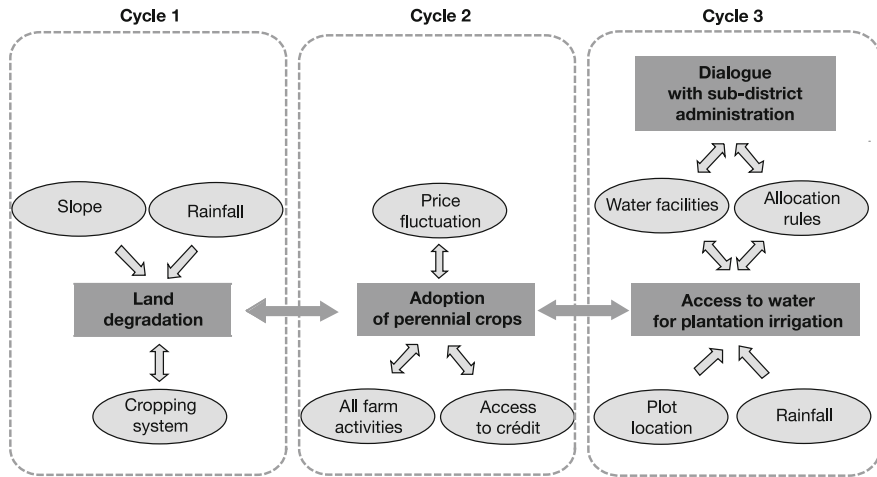 Cycle 1
Cycle 2
Cycle 3
Dialogue
with sub-district
administration
Slope
Rainfall
Price
fluctuation
Water facilities
Allocation
rules
Land
degradation
Adoption
of perennial crops
Access to water
for plantation irrigation
Cropping
system
All farm
activities
Access
to crédit
Plot
location
Rainfall